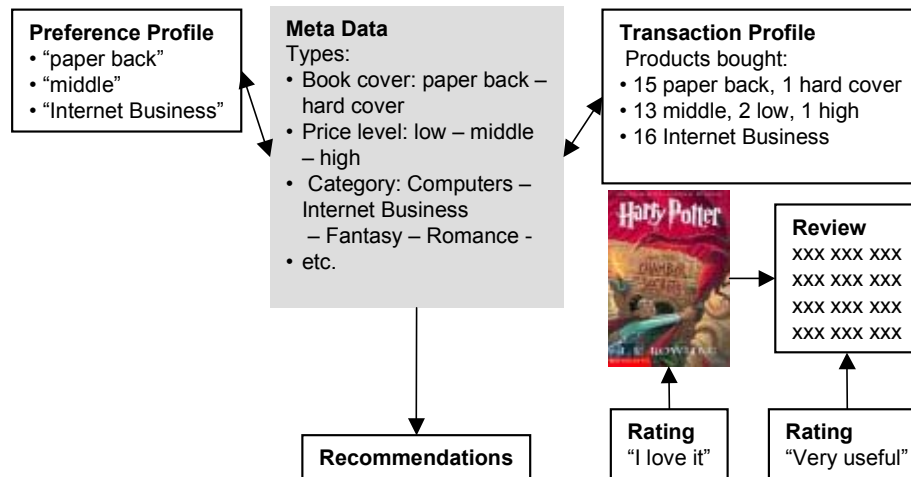 Preference Profile
• “paper back”
• “middle”
• “Internet Business”
Meta Data
Types:
• Book cover: paper back –
hard cover
• Price level: low – middle
– high
• Category: Computers –
Internet Business
– Fantasy – Romance -
• etc.
Transaction Profile
Products bought:
• 15 paper back, 1 hard cover
• 13 middle, 2 low, 1 high
• 16 Internet Business
Harry Potter
CHAMBER
SECRETS
ROWLING
Review
xxx xxx xxx
xxx xxx xxx
xxx xxx xxx
xxx xxx xxx
Recommendations
Rating
“I love it”
Rating
“Very useful”